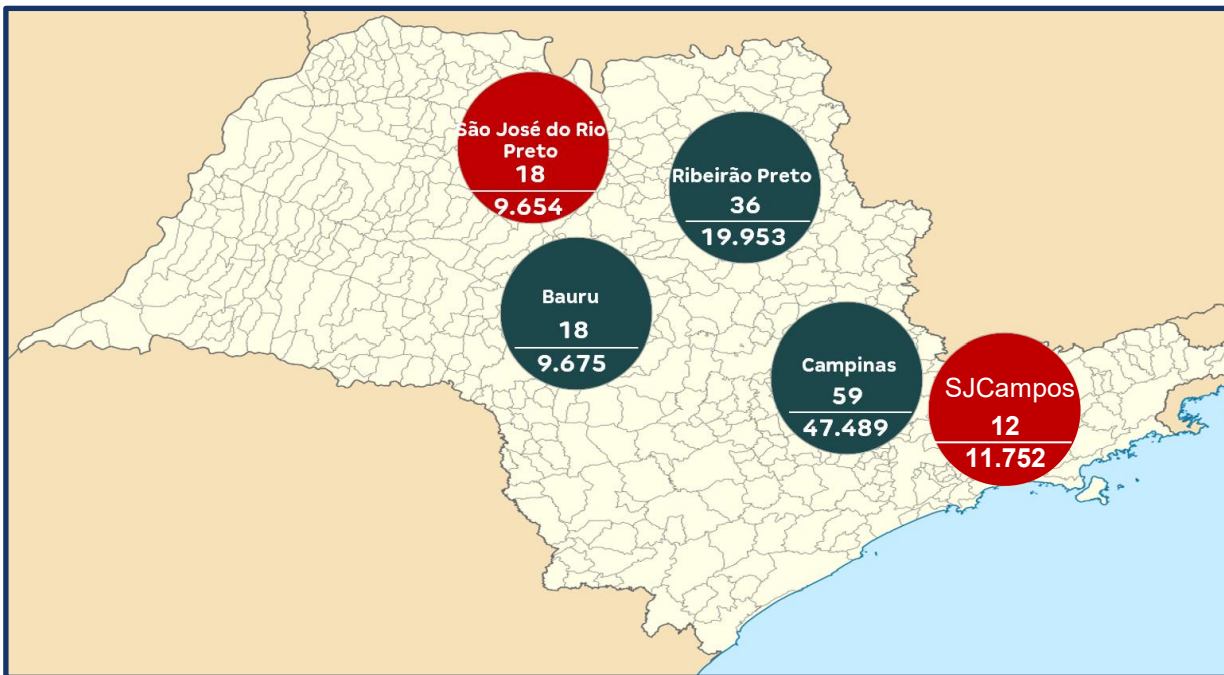 São José do Rio
Preto
18
9.654
Ribeirão Preto
36
19.953
Bauru
18
9.675
Campinas
59
47.489
SJCampos
12
11.752